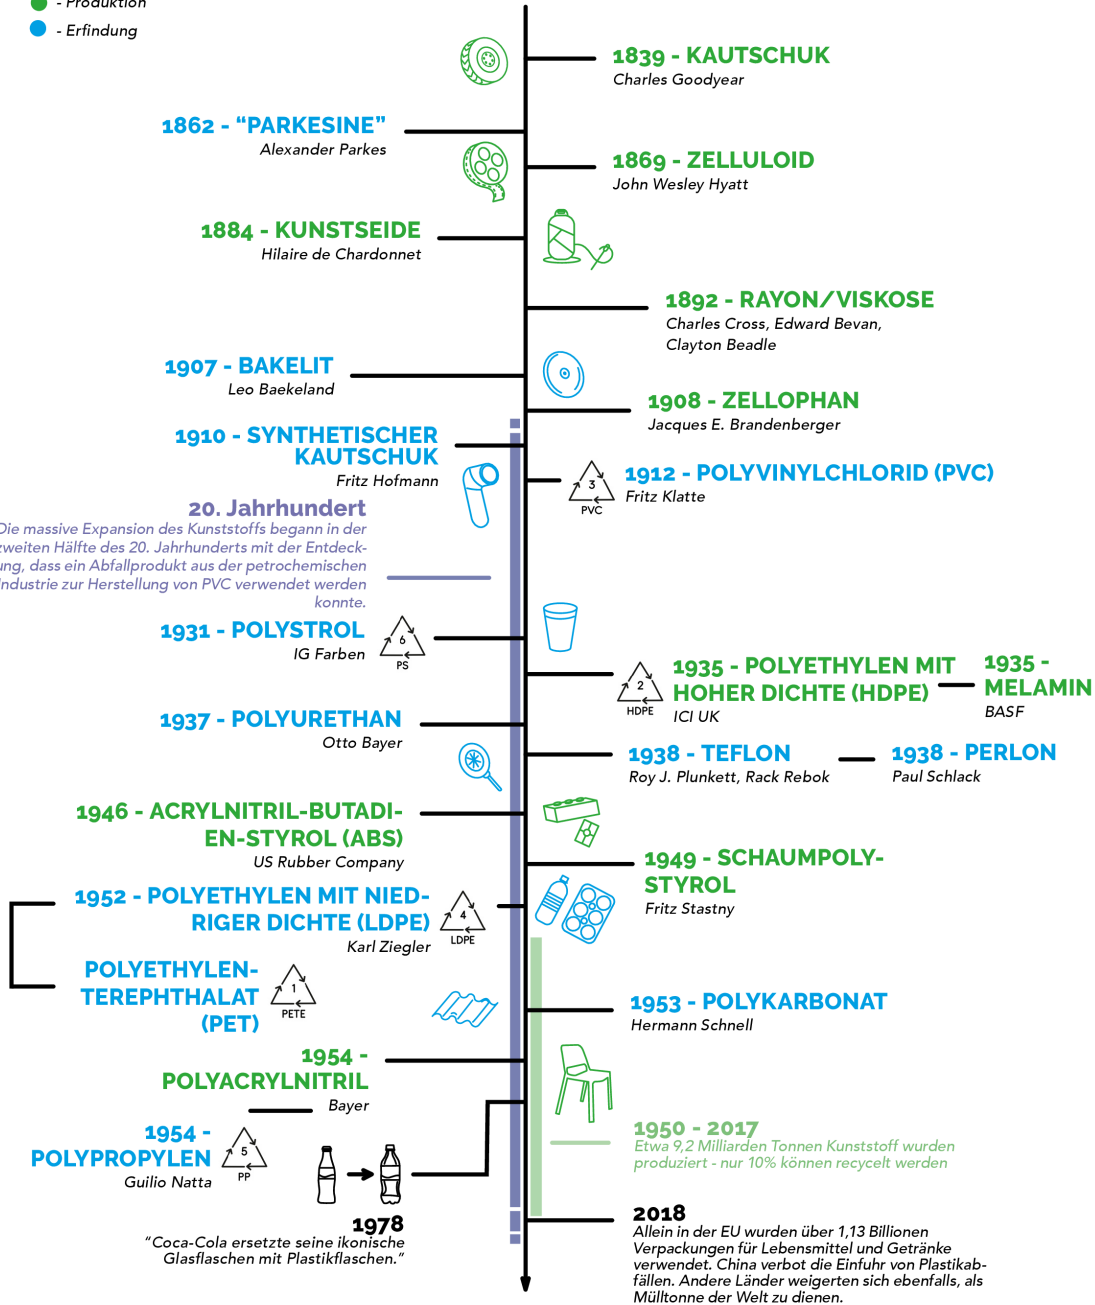 - Produktion
- Erfindung
1839 - KAUTSCHUK
Charles Goodyear
1862 - “PARKESINE”
Alexander Parkes
1869 - ZELLULOID
John Wesley Hyatt
1884 - KUNSTSEIDE
Hilaire de Chardonnet
1892 - RAYON/VISKOSE
Charles Cross, Edward Bevan,
Clayton Beadle
1907 - BAKELIT
Leo Baekeland
1908 - ZELLOPHAN
Jacques E. Brandenberger
1910 - SYNTHETISCHER
KAUTSCHUK
Fritz Hofmann
3
PVC
1912 - POLYVINYLCHLORID (PVC)
Fritz Klatte
20. Jahrhundert
Die massive Expansion des Kunststoffs begann in der
zweiten Hälfte des 20. Jahrhunderts mit der Entdeck-
ung, dass ein Abfallprodukt aus der petrochemischen
Industrie zur Herstellung von PVC verwendet werden
konnte.
1931 - POLYSTROL
IG Farben
6
PS
2
HDPE
1935 - POLYETHYLEN MIT
HOHER DICHTE (HDPE)
ICI UK
1935 -
MELAMIN
BASF
1937 - POLYURETHAN
Otto Bayer
1938 - TEFLON
Roy J. Plunkett, Rack Rebok
1938 - PERLON
Paul Schlack
1946 - ACRYLNITRIL-BUTADI-
EN-STYROL (ABS)
US Rubber Company
1949 - SCHAUMPOLY-
STYROL
Fritz Stastny
1952 - POLYETHYLEN MIT NIED-
RIGER DICHTE (LDPE)
Karl Ziegler
4
LDPE
POLYETHYLEN-
TEREPHTHALAT
(PET)
1
PETE
1953 - POLYKARBONAT
Hermann Schnell
1954 -
POLYACRYLNITRIL
Bayer
1954 -
POLYPROPYLEN
Guilio Natta
5
PP
1950 - 2017
Etwa 9,2 Milliarden Tonnen Kunststoff wurden
produziert - nur 10% können recycelt werden
1978
“Coca-Cola ersetzte seine ikonische
Glasflaschen mit Plastikflaschen.”
2018
Allein in der EU wurden über 1,13 Billionen
Verpackungen für Lebensmittel und Getränke
verwendet. China verbot die Einfuhr von Plastikab-
fällen. Andere Länder weigerten sich ebenfalls, als
Mülltonne der Welt zu dienen.